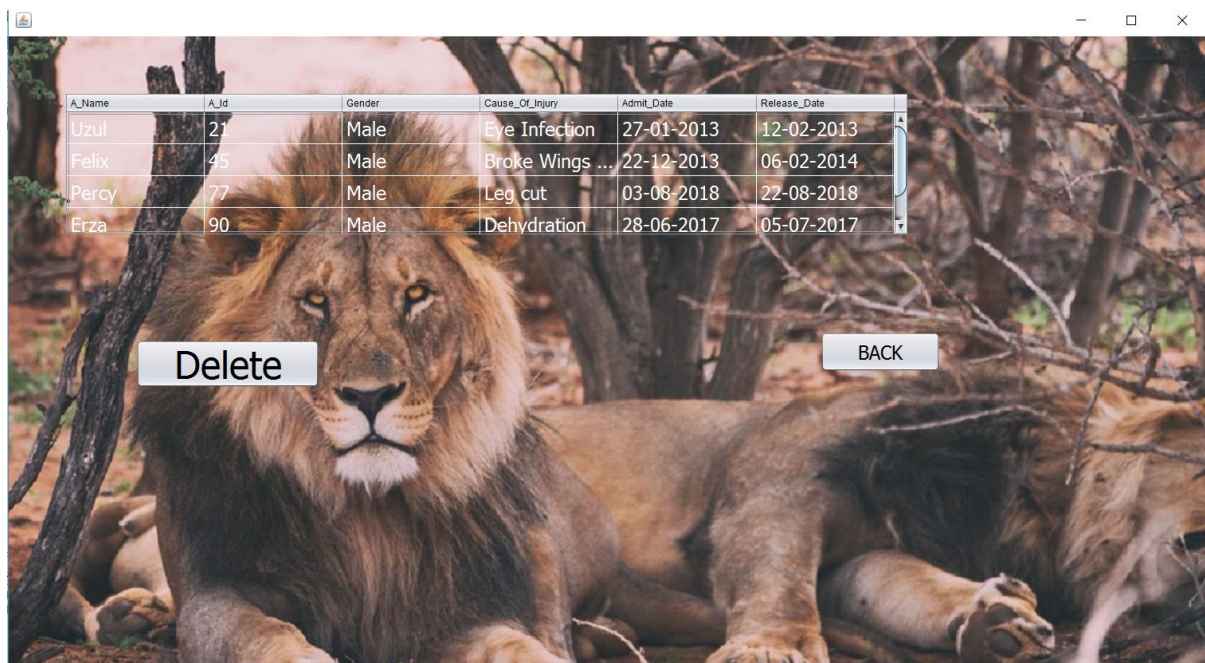 A_Name A_Id Gender Cause_Of_Injury Admit_Date Release_Date
Uzul 21 Male Eye Infection 27-01-2013 12-02-2013
Felix 45 Male Broke Wings ... 22-12-2013 06-02-2014
Percy 77 Male Leg cut 03-08-2018 22-08-2018
Erza 90 Male Dehydration 28-06-2017 05-07-2017
Delete BACK